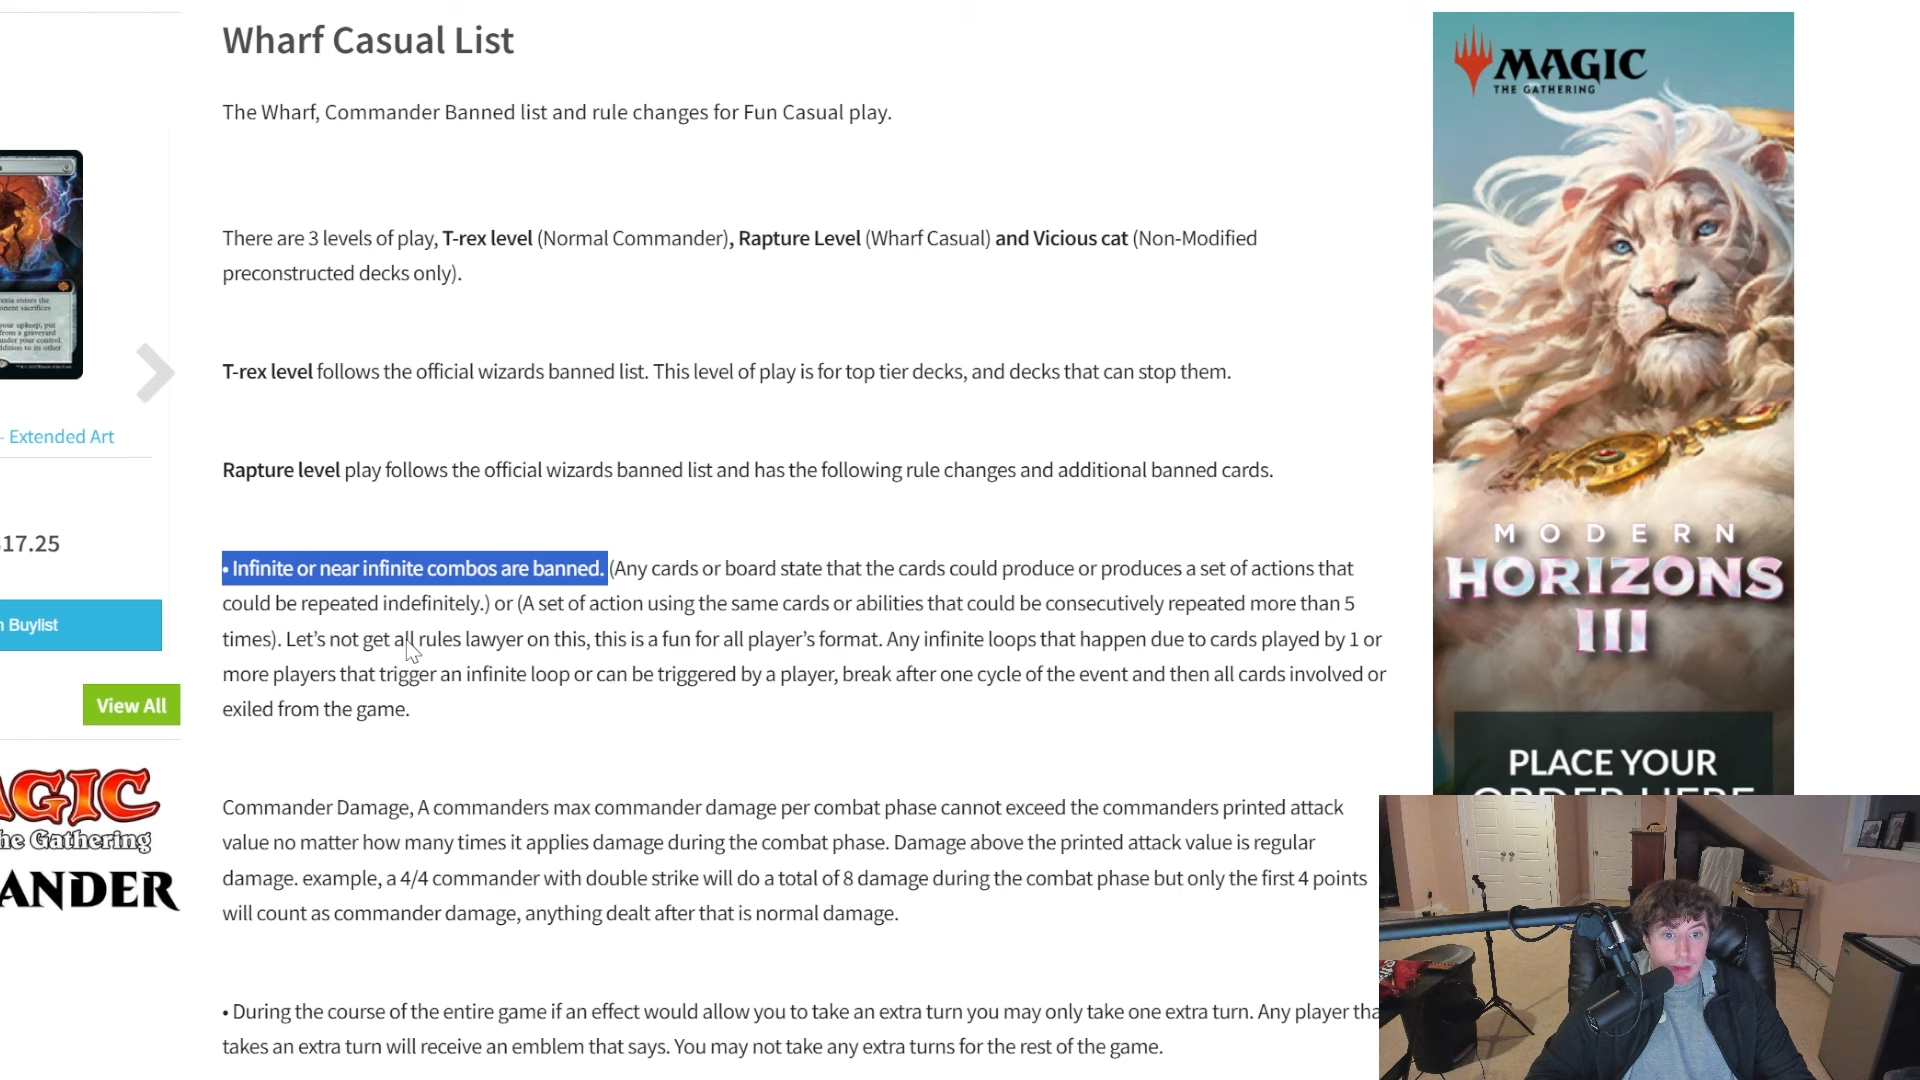 Wharf Casual List
The Wharf, Commander Banned list and rule changes for Fun Casual play.
There are 3 levels of play, T-rex level (Normal Commander), Rapture Level (Wharf Casual) and Vicious cat (Non-Modified
preconstructed decks only).
T-rex level follows the official wizards banned list. This level of play is for top tier decks, and decks that can stop them.
Rapture level play follows the official wizards banned list and has the following rule changes and additional banned cards.
• Infinite or near infinite combos are banned. (Any cards or board state that the cards could produce or produces a set of actions that
could be repeated indefinitely.) or (A set of action using the same cards or abilities that could be consecutively repeated more than 5
times). Let’s not get all rules lawyer on this, this is a fun for all player’s format. Any infinite loops that happen due to cards played by 1 or
more players that trigger an infinite loop or can be triggered by a player, break after one cycle of the event and then all cards involved or
exiled from the game.
Commander Damage, A commanders max commander damage per combat phase cannot exceed the commanders printed attack
value no matter how many times it applies damage during the combat phase. Damage above the printed attack value is regular
damage. example, a 4/4 commander with double strike will do a total of 8 damage during the combat phase but only the first 4 points
will count as commander damage, anything dealt after that is normal damage.
• During the course of the entire game if an effect would allow you to take an extra turn you may only take one extra turn. Any player tha
takes an extra turn will receive an emblem that says. You may not take any extra turns for the rest of the game.
- Extended Art
17.25
n Buylist
View All
AGIC
he Gathering
ANDER
MAGIC
THE GATHERING
MODERN
HORIZONS
III
PLACE YOUR
ORDER HERE